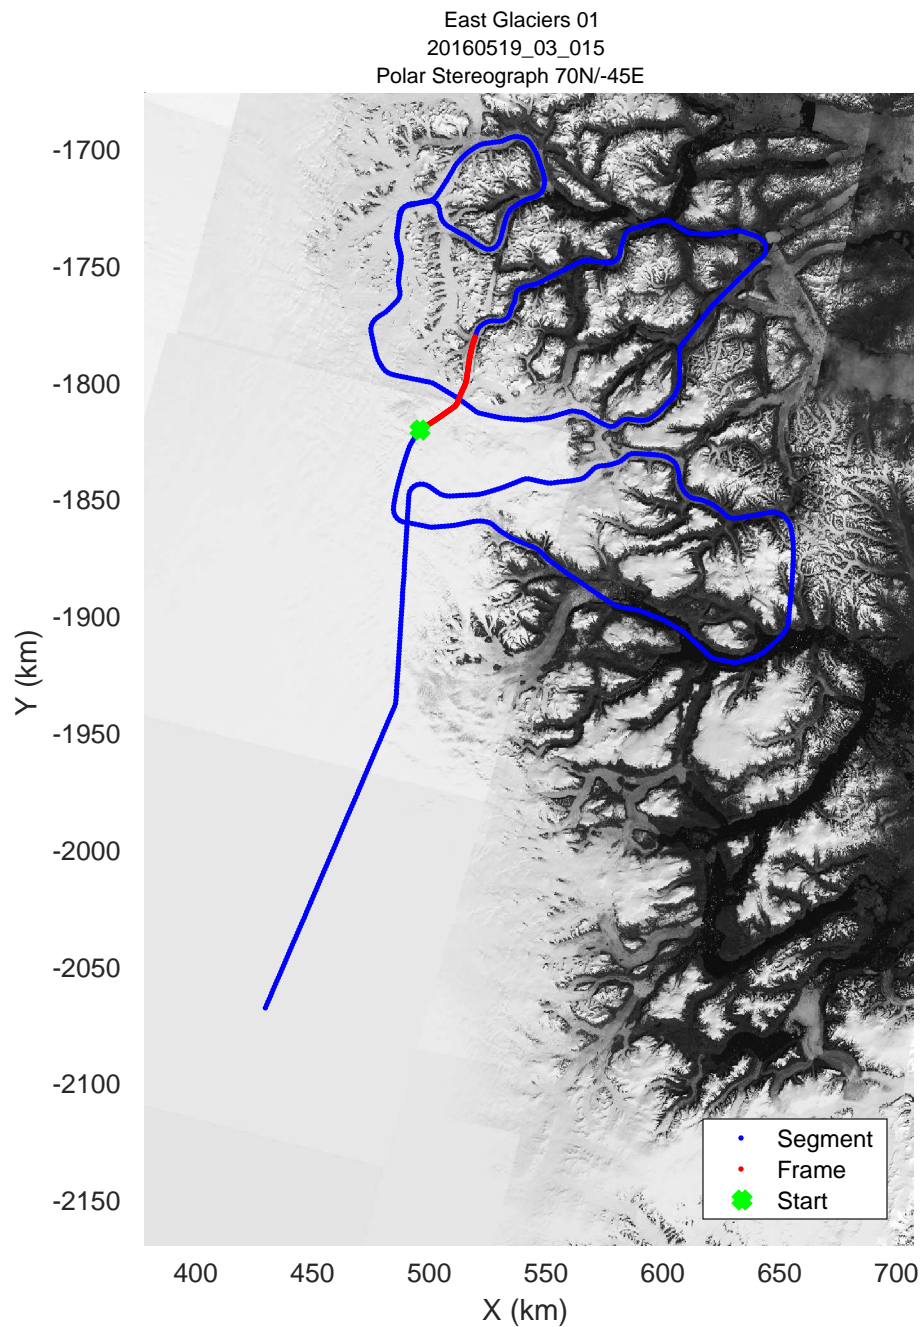 East Glaciers 01
20160519_03_015
Polar Stereograph 70N/-45E
-1700
-1750
-1800
-1850
-1900
-1950
-2000
-2050
-2100
-2150
Y (km)
Segment
Frame
Start
400 450 500 550 600 650 700
X (km)